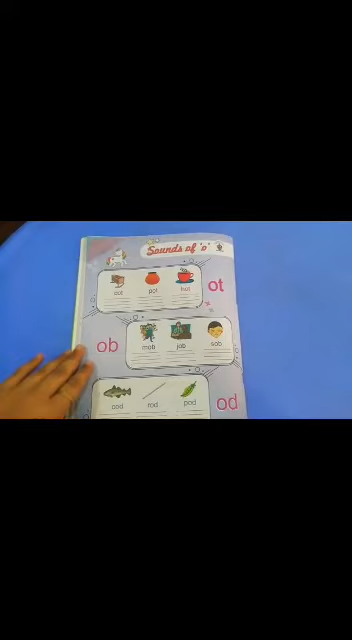 Sounds of 'o'
cot pot hot
ot
ob
mob job sob
cod rod pod
od